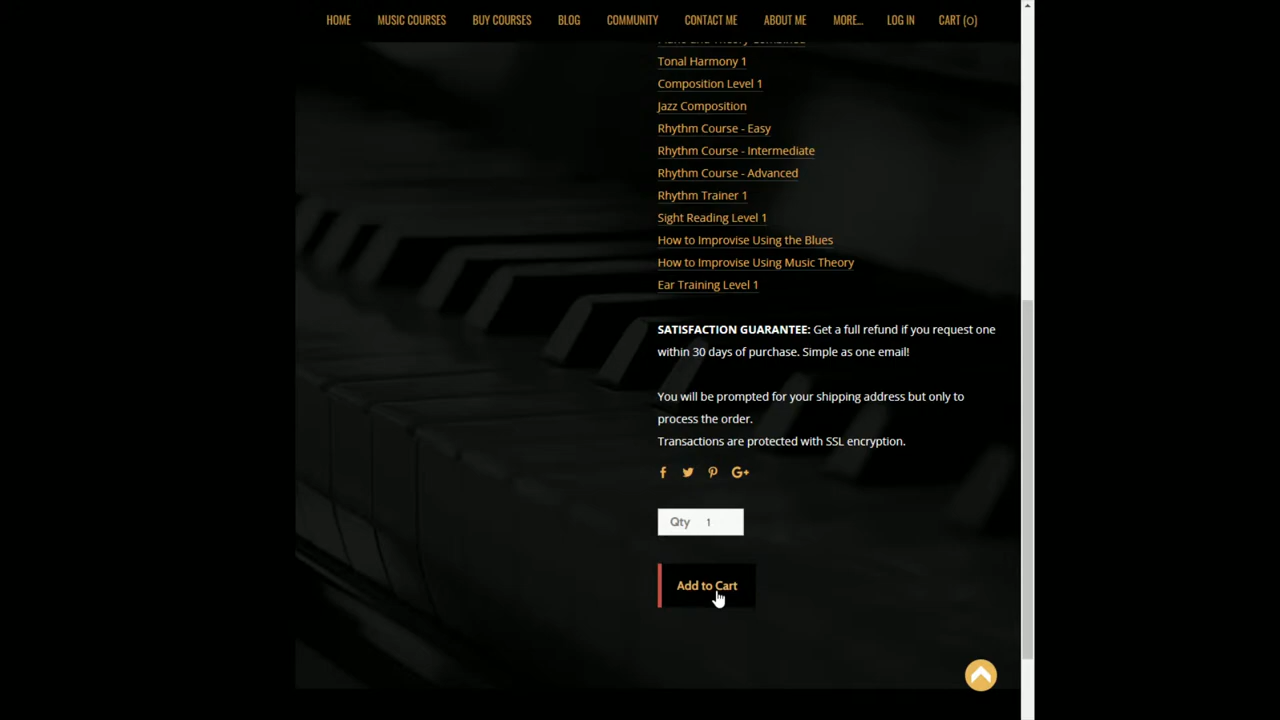 HOME MUSIC COURSES BUY COURSES BLOG COMMUNITY CONTACT ME ABOUT ME MORE... LOG IN CART (0)
Tonal Harmony 1
Composition Level 1
Jazz Composition
Rhythm Course - Easy
Rhythm Course - Intermediate
Rhythm Course - Advanced
Rhythm Trainer 1
Sight Reading Level 1
How to Improvise Using the Blues
How to Improvise Using Music Theory
Ear Training Level 1
SATISFACTION GUARANTEE: Get a full refund if you request one
within 30 days of purchase. Simple as one email!
You will be prompted for your shipping address but only to
process the order.
Transactions are protected with SSL encryption.
G+
Qty 1
Add to Cart